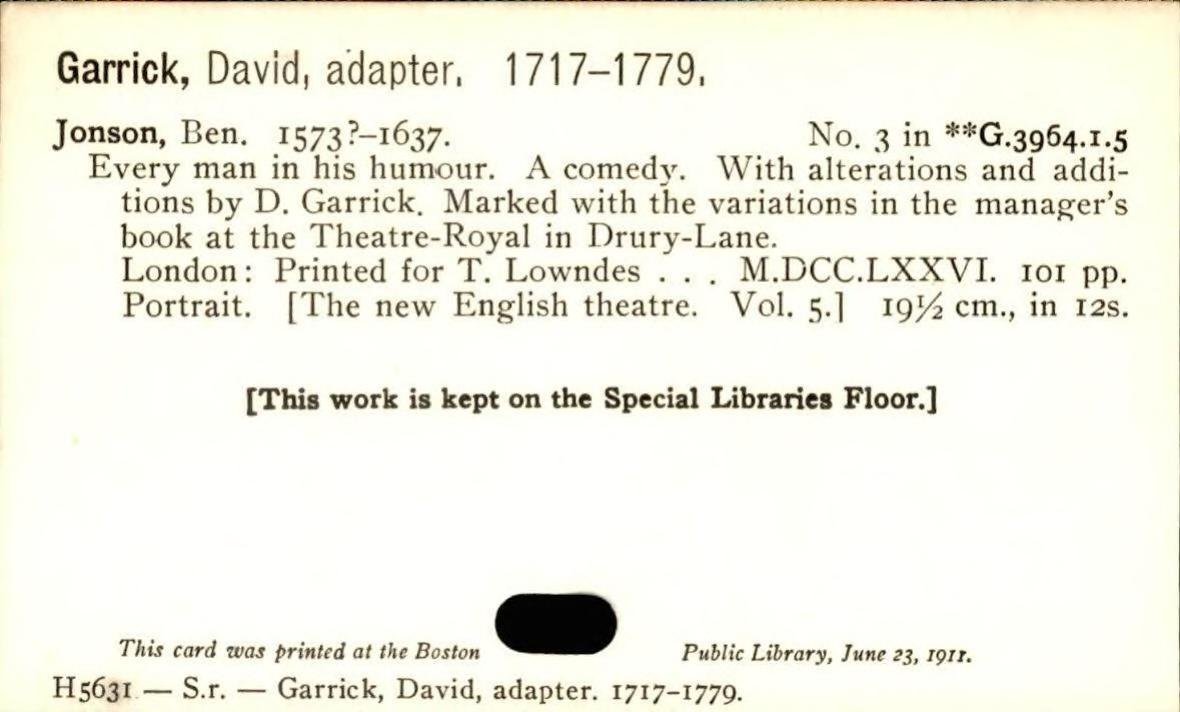 Garrick, David, adapter. 1717–1779.
Jonson, Ben. 1573?–1637. No. 3 in **G.3964.1.5
Every man in his humour. A comedy. With alterations and addi-
tions by D. Garrick. Marked with the variations in the manager's
book at the Theatre-Royal in Drury-Lane.
London: Printed for T. Lowndes . . . M.DCC.LXXVI. 101 pp.
Portrait. [The new English theatre. Vol. 5.] 19½ cm., in 12s.
[This work is kept on the Special Libraries Floor.]
This card was printed at the Boston Public Library, June 23, 1911.
H5631 — S.r. — Garrick, David, adapter. 1717–1779.